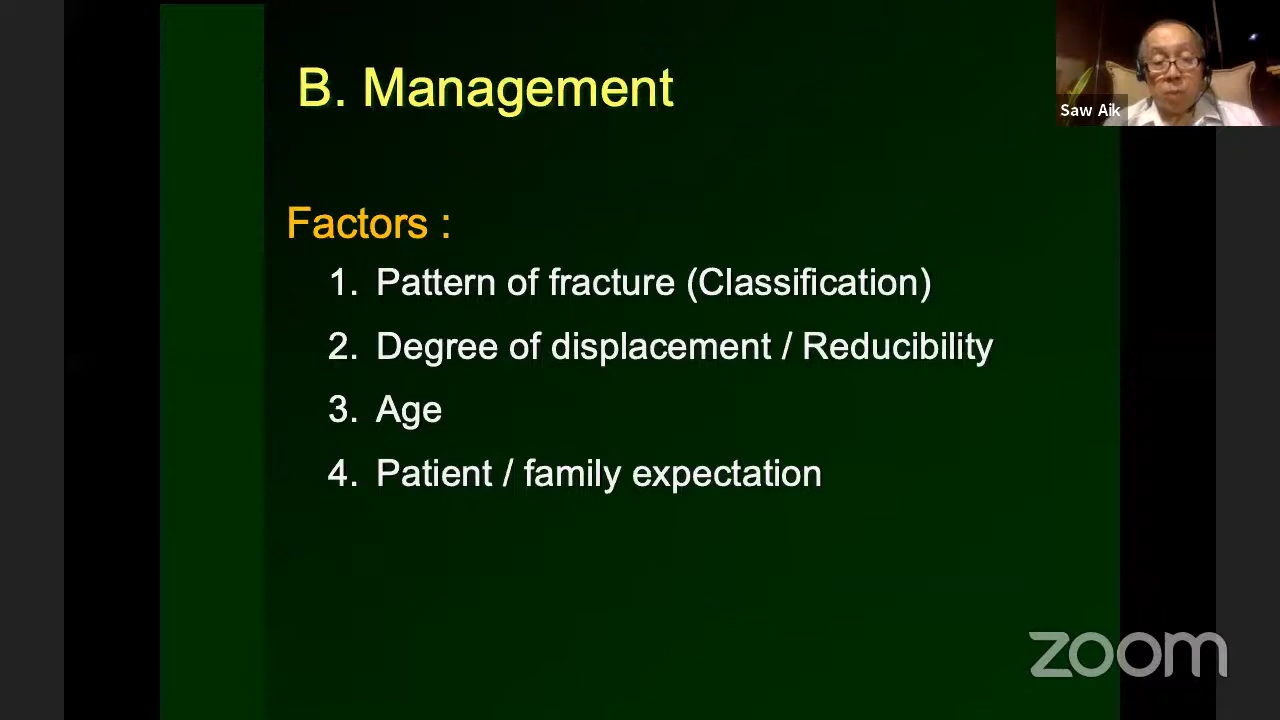 B. Management
Saw Aik
Factors :
1. Pattern of fracture (Classification)
2. Degree of displacement / Reducibility
3. Age
4. Patient / family expectation
zoom